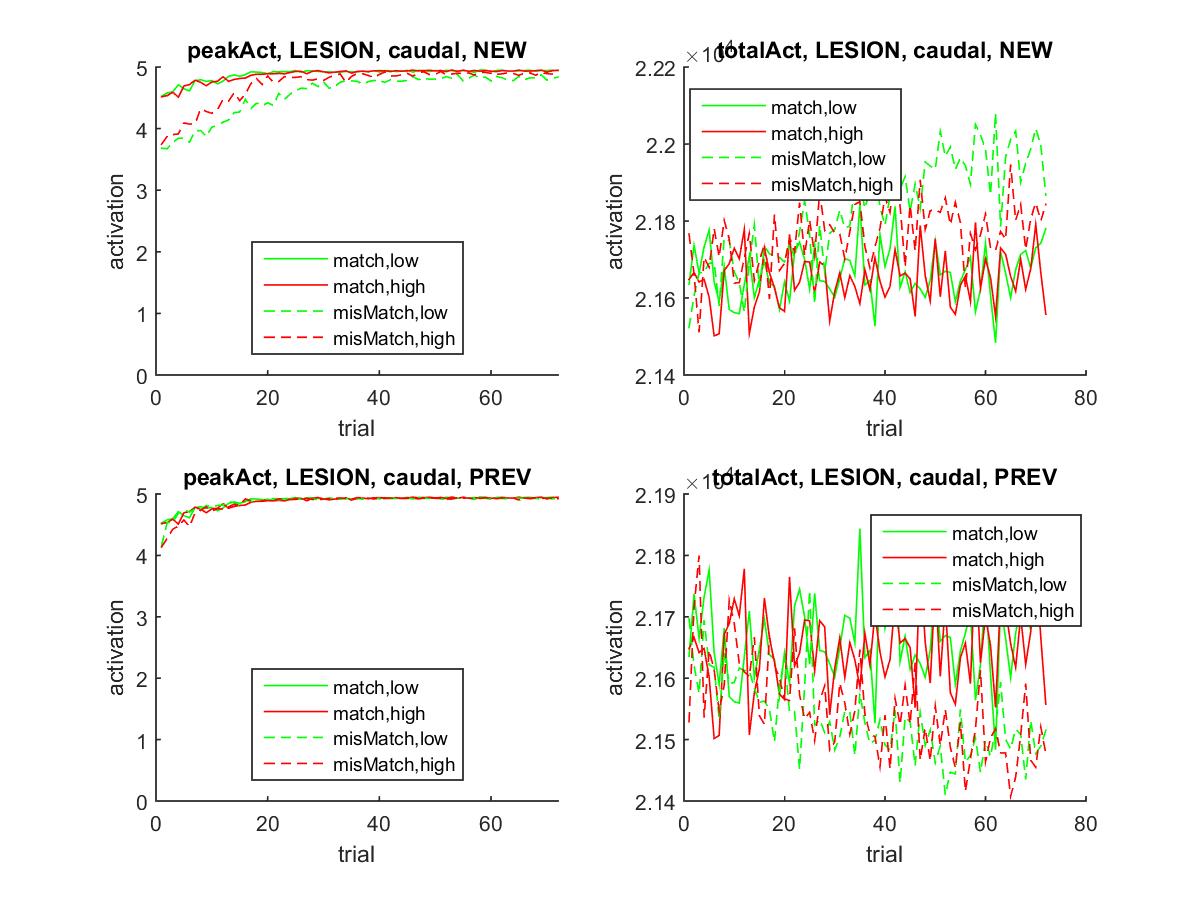 peakAct, LESION, caudal, NEW
5
4
3
2
1
0
activation
match,low
match,high
misMatch,low
misMatch,high
0 20 40 60
trial
totalAct, LESION, caudal, NEW
×10⁴
2.22
2.2
2.18
2.16
2.14
activation
match,low
match,high
misMatch,low
misMatch,high
0 20 40 60 80
trial
peakAct, LESION, caudal, PREV
5
4
3
2
1
0
activation
match,low
match,high
misMatch,low
misMatch,high
0 20 40 60
trial
totalAct, LESION, caudal, PREV
×10⁴
2.19
2.18
2.17
2.16
2.15
2.14
activation
match,low
match,high
misMatch,low
misMatch,high
0 20 40 60 80
trial